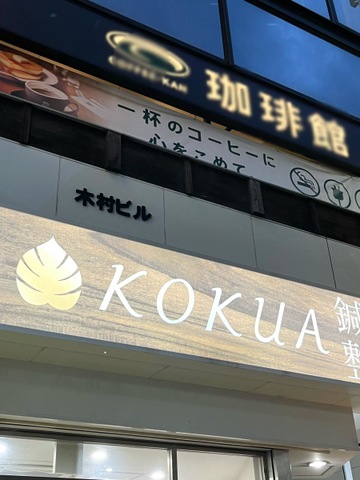 COFFEE-KAN
珈琲館
一杯のコーヒーに
心をこめて
木村ビル
KOKUA
鍼